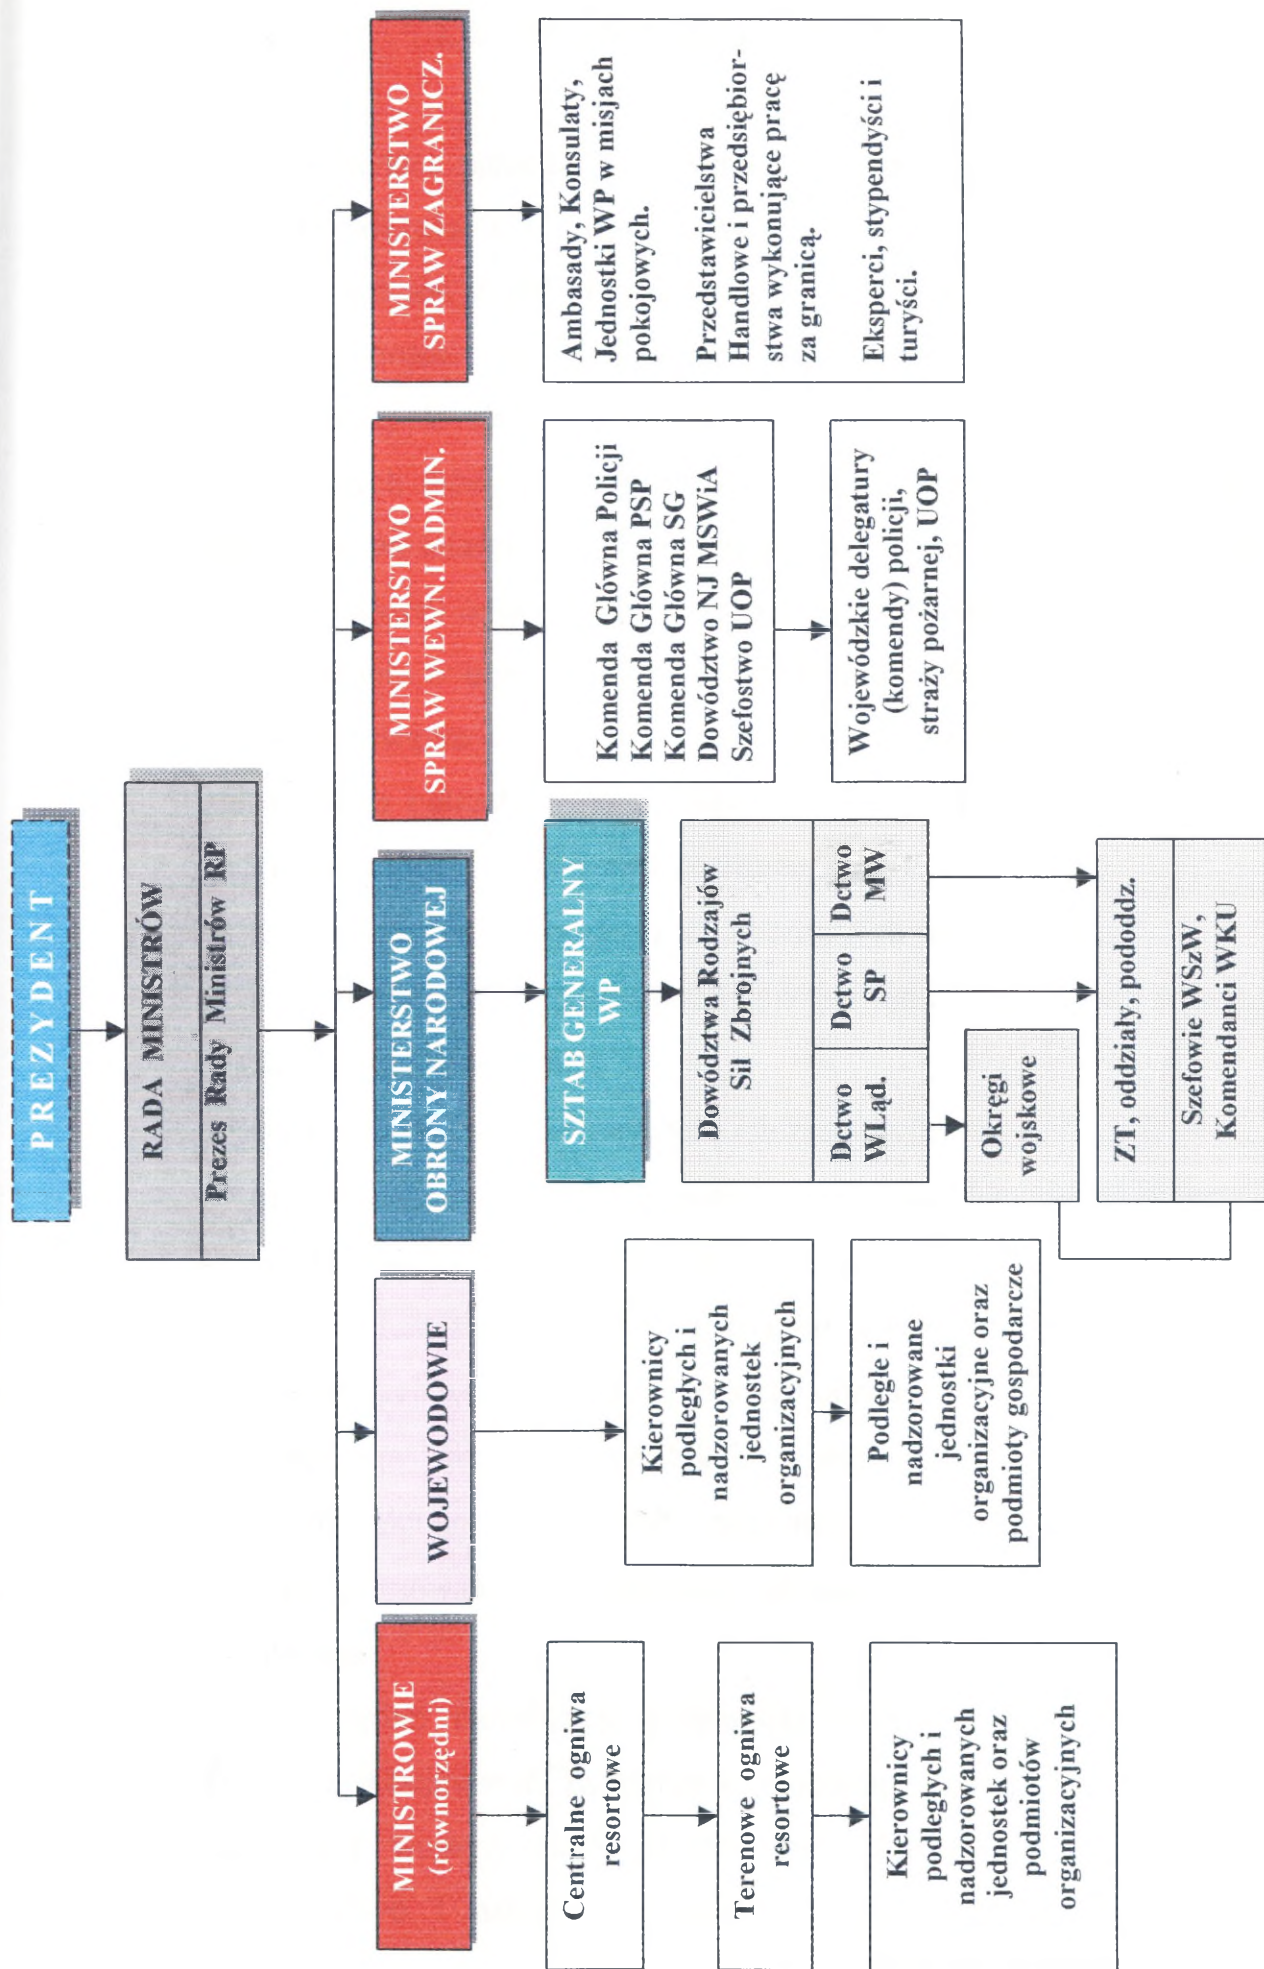 PREZYDENT
RADA MINISTRÓW
Prezes Rady Ministrów RP
MINISTROWIE
(równorzędni)
Centralne ogniwa
resortowe
Terenowe ogniwa
resortowe
Kierownicy
podległych i
nadzorowanych
jednostek oraz
podmiotów
organizacyjnych
WOJEWODOWIE
Kierownicy
podległych i
nadzorowanych
jednostek
organizacyjnych
Podległe i
nadzorowane
jednostki
organizacyjne oraz
podmioty gospodarcze
MINISTERSTWO
OBRONY NARODOWEJ
SZTAB GENERALNY
WP
Dowództwa Rodzajów
Sił Zbrojnych
Dctwo
WLąd.
Dctwo
SP
Dctwo
MW
Okręgi
wojskowe
ZT, oddziały, pododdz.
Szefowie WSzW,
Komendanci WKU
MINISTERSTWO
SPRAW WEWN.I ADMIN.
Komenda Główna Policji
Komenda Główna PSP
Komenda Główna SG
Dowództwo NJ MSWiA
Szefostwo UOP
Wojewódzkie delegatury
(komendy) policji,
straży pożarnej, UOP
MINISTERSTWO
SPRAW ZAGRANICZ.
Ambasady, Konsulaty,
Jednostki WP w misjach
pokojowych.
Przedstawicielstwa
Handlowe i przedsiębior-
stwa wykonujące pracę
za granicą.
Eksperci, stypendyści i
turyści.